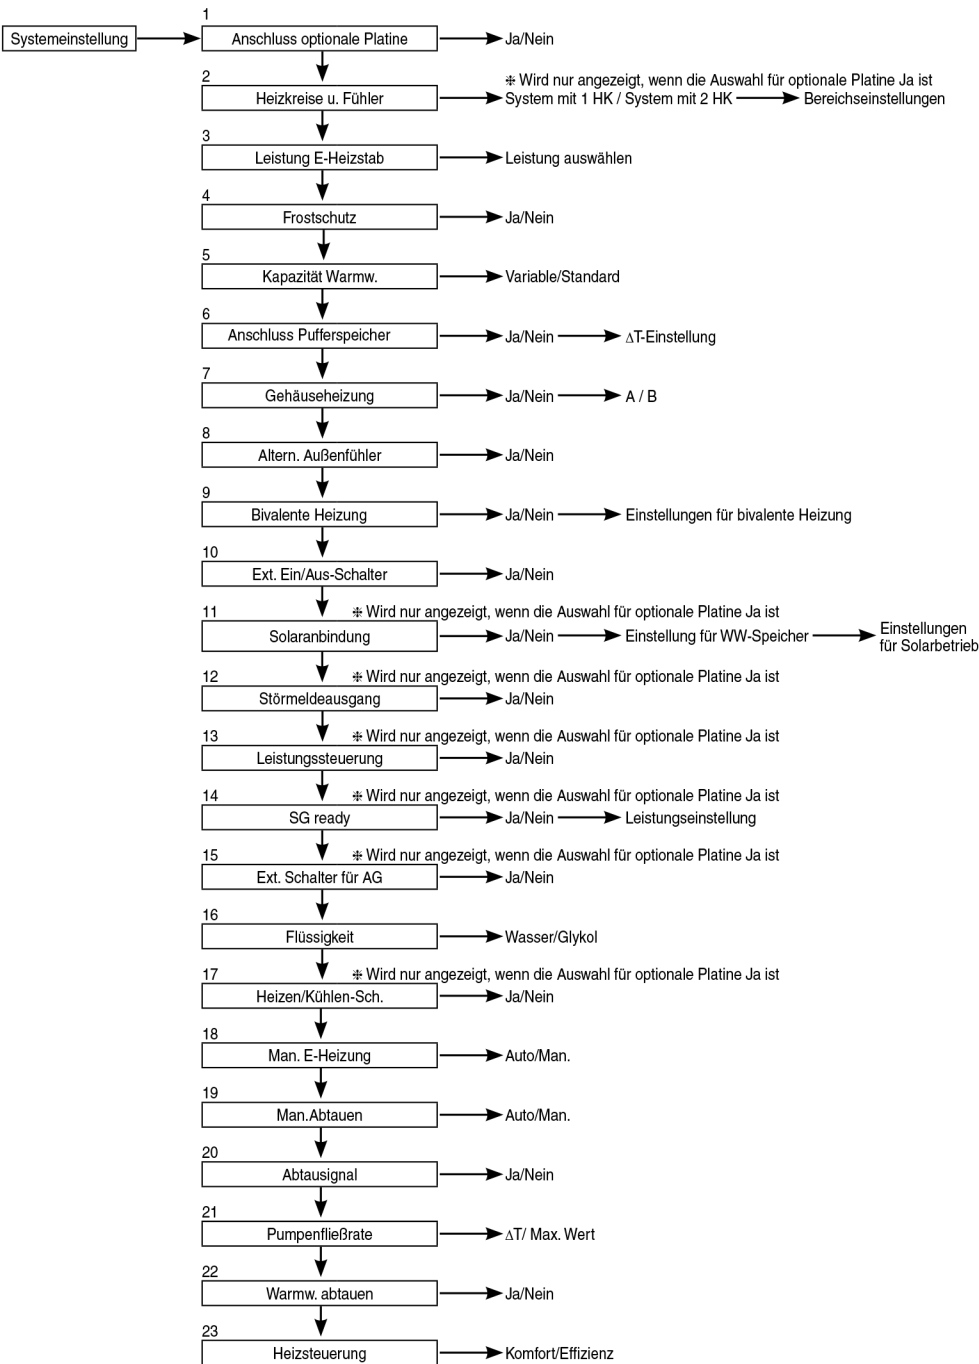 1
Systemeinstellung Anschluss optionale Platine Ja/Nein
2 ❉ Wird nur angezeigt, wenn die Auswahl für optionale Platine Ja ist
Heizkreise u. Fühler System mit 1 HK / System mit 2 HK Bereichseinstellungen
3
Leistung E-Heizstab Leistung auswählen
4
Frostschutz Ja/Nein
5
Kapazität Warmw. Variable/Standard
6
Anschluss Pufferspeicher Ja/Nein ΔT-Einstellung
7
Gehäuseheizung Ja/Nein A / B
8
Altern. Außenfühler Ja/Nein
9
Bivalente Heizung Ja/Nein Einstellungen für bivalente Heizung
10
Ext. Ein/Aus-Schalter Ja/Nein
11 ❉ Wird nur angezeigt, wenn die Auswahl für optionale Platine Ja ist
Solaranbindung Ja/Nein Einstellung für WW-Speicher Einstellungen
für Solarbetrieb
12 ❉ Wird nur angezeigt, wenn die Auswahl für optionale Platine Ja ist
Störmeldeausgang Ja/Nein
13 ❉ Wird nur angezeigt, wenn die Auswahl für optionale Platine Ja ist
Leistungssteuerung Ja/Nein
14 ❉ Wird nur angezeigt, wenn die Auswahl für optionale Platine Ja ist
SG ready Ja/Nein Leistungseinstellung
15 ❉ Wird nur angezeigt, wenn die Auswahl für optionale Platine Ja ist
Ext. Schalter für AG Ja/Nein
16
Flüssigkeit Wasser/Glykol
17 ❉ Wird nur angezeigt, wenn die Auswahl für optionale Platine Ja ist
Heizen/Kühlen-Sch. Ja/Nein
18
Man. E-Heizung Auto/Man.
19
Man.Abtauen Auto/Man.
20
Abtausignal Ja/Nein
21
Pumpenfließrate ΔT/ Max. Wert
22
Warmw. abtauen Ja/Nein
23
Heizsteuerung Komfort/Effizienz